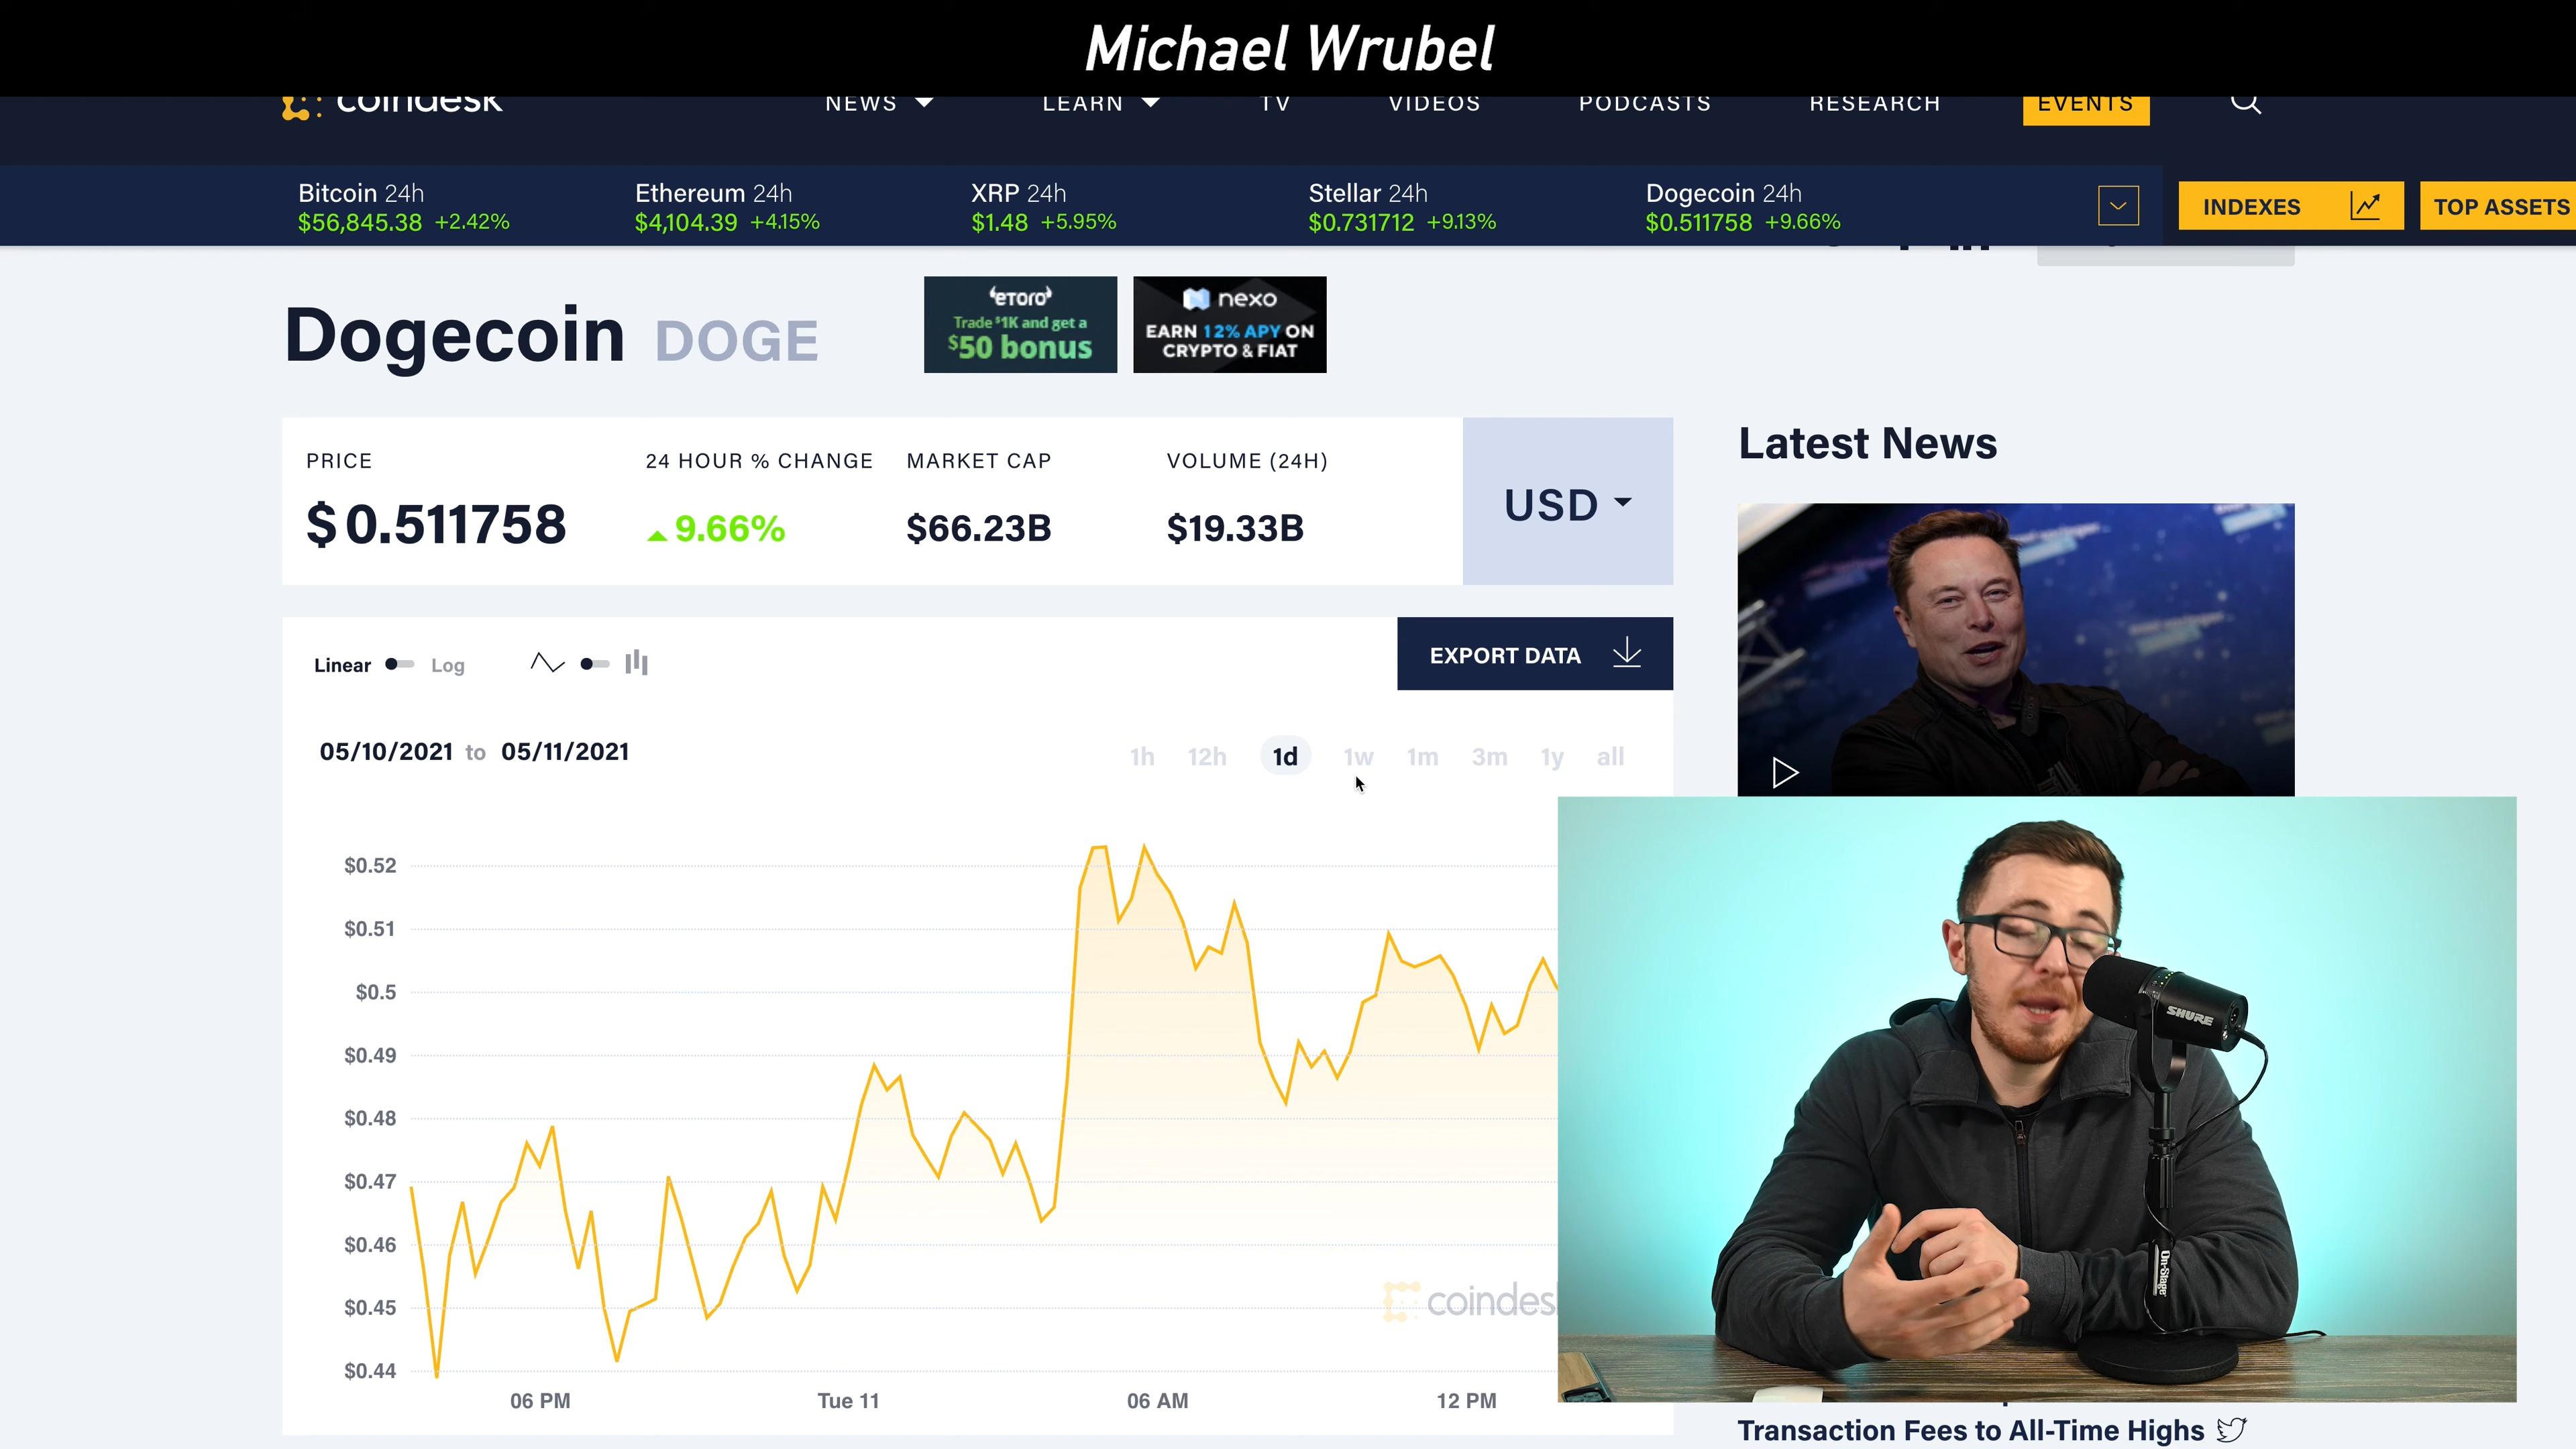 Michael Wrubel
coindesk
NEWS LEARN TV VIDEOS PODCASTS RESEARCH EVENTS
Bitcoin 24h
$56,845.38 +2.42%
Ethereum 24h
$4,104.39 +4.15%
XRP 24h
$1.48 +5.95%
Stellar 24h
$0.731712 +9.13%
Dogecoin 24h
$0.511758 +9.66%
INDEXES
TOP ASSETS
Dogecoin DOGE
eToro
Trade $1K and get a
$50 bonus
nexo
EARN 12% APY ON
CRYPTO & FIAT
PRICE
$0.511758
24 HOUR % CHANGE
9.66%
MARKET CAP
$66.23B
VOLUME (24H)
$19.33B
USD
Latest News
Linear Log
EXPORT DATA
05/10/2021 to 05/11/2021
1h 12h 1d 1w 1m 3m 1y all
$0.52
$0.51
$0.5
$0.49
$0.48
$0.47
$0.46
$0.45
$0.44
06 PM Tue 11 06 AM 12 PM
coindes
SHURE
On-Stage
Transaction Fees to All-Time Highs